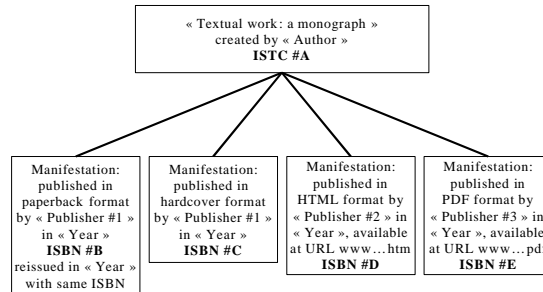 « Textual work: a monograph »
created by « Author »
ISTC #A
Manifestation:
published in
paperback format
by « Publisher #1 »
in « Year »
ISBN #B
reissued in « Year »
with same ISBN
Manifestation:
published in
hardcover format
by « Publisher #1 »
in « Year »
ISBN #C
Manifestation:
published in
HTML format by
« Publisher #2 » in
« Year », available
at URL www…htm
ISBN #D
Manifestation:
published in
PDF format by
« Publisher #3 » in
« Year », available
at URL www…pdf
ISBN #E